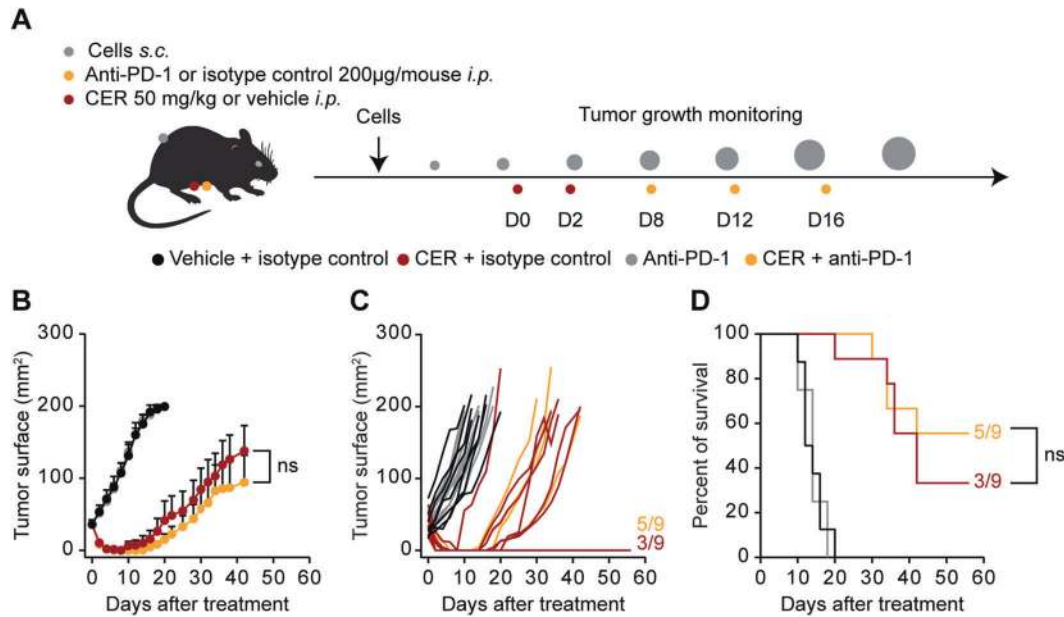 A
Cells s.c.
Anti-PD-1 or isotype control 200µg/mouse i.p.
CER 50 mg/kg or vehicle i.p.
Cells
Tumor growth monitoring
D0 D2 D8 D12 D16
Vehicle + isotype control CER + isotype control Anti-PD-1 CER + anti-PD-1
B
Tumor surface (mm²)
300
200
100
0
ns
0 10 20 30 40 50 60
Days after treatment
C
Tumor surface (mm²)
300
200
100
0
5/9
3/9
0 10 20 30 40 50 60
Days after treatment
D
Percent of survival
100
80
60
40
20
0
5/9
3/9
ns
0 10 20 30 40 50 60
Days after treatment